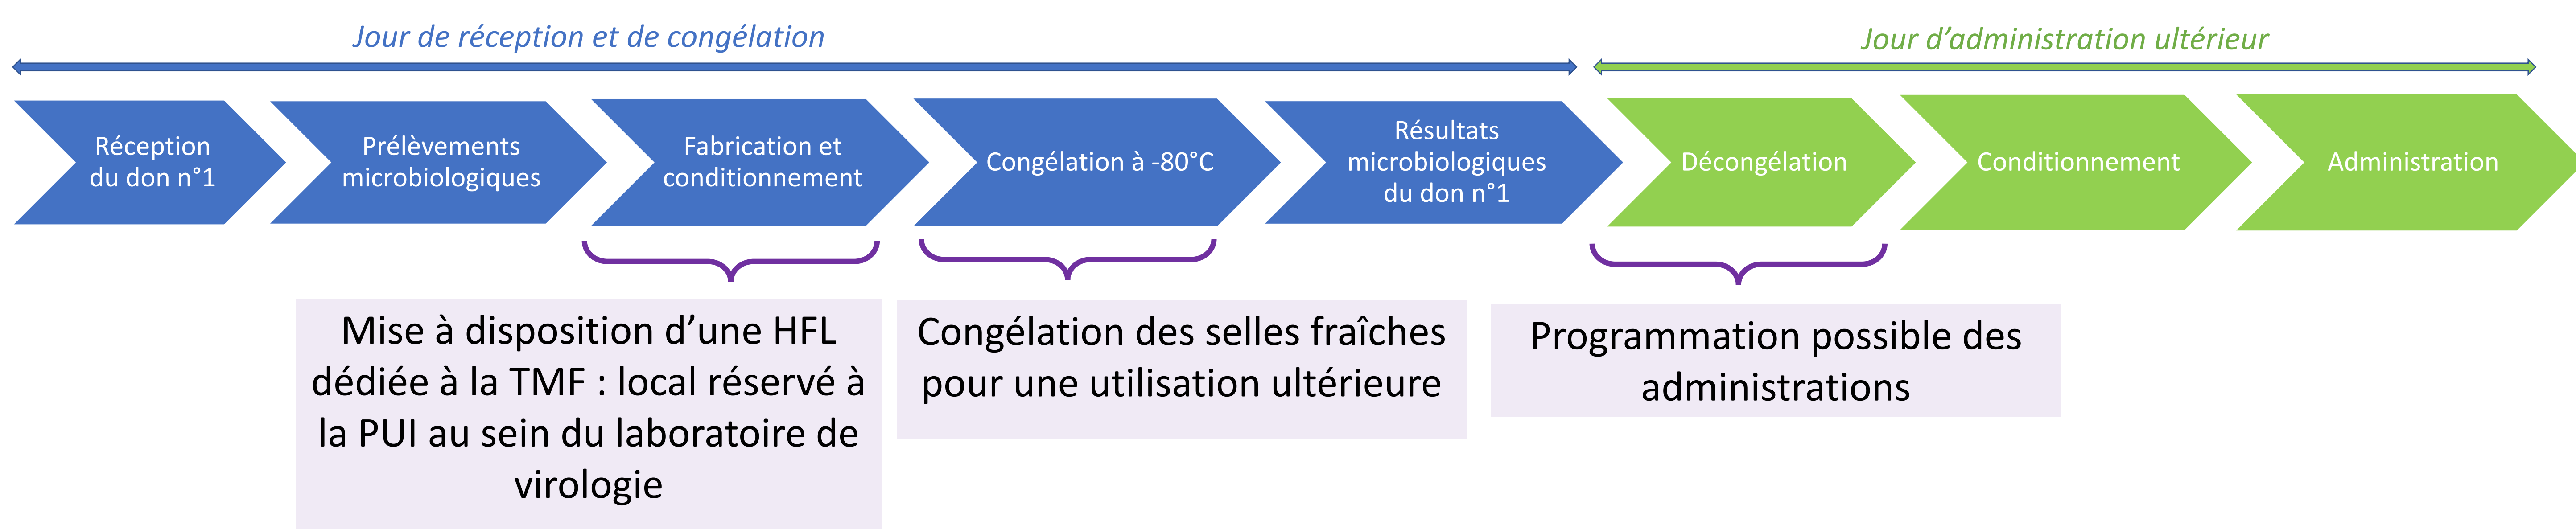 Jour de réception et de congélation
Jour d’administration ultérieur
Réception
du don n°1
Prélèvements
microbiologiques
Fabrication et
conditionnement
Congélation à -80°C
Résultats
microbiologiques
du don n°1
Décongélation
Conditionnement
Administration
Mise à disposition d’une HFL
dédiée à la TMF : local réservé à
la PUI au sein du laboratoire de
virologie
Congélation des selles fraîches
pour une utilisation ultérieure
Programmation possible des
administrations